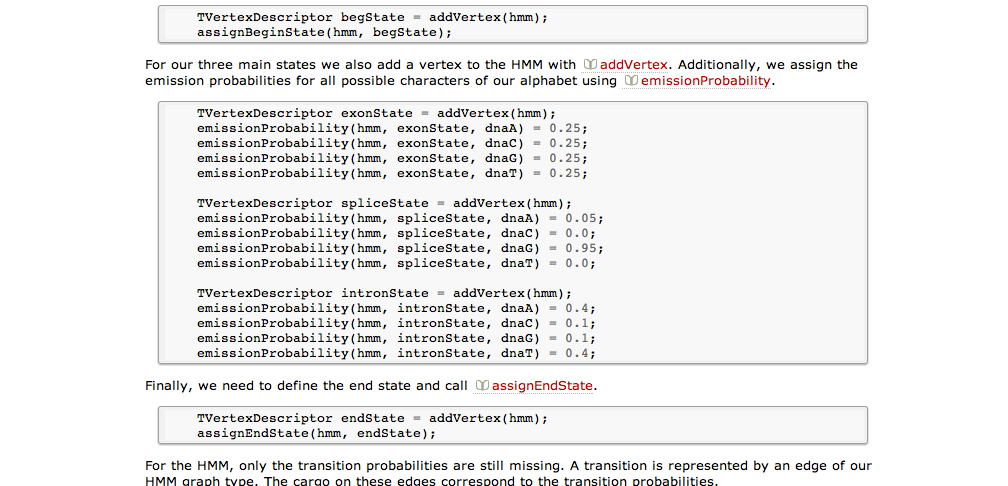 TVertexDescriptor begState = addVertex(hmm);
assignBeginState(hmm, begState);
For our three main states we also add a vertex to the HMM with addVertex. Additionally, we assign the
emission probabilities for all possible characters of our alphabet using emissionProbability.
TVertexDescriptor exonState = addVertex(hmm);
emissionProbability(hmm, exonState, dnaA) = 0.25;
emissionProbability(hmm, exonState, dnaC) = 0.25;
emissionProbability(hmm, exonState, dnaG) = 0.25;
emissionProbability(hmm, exonState, dnaT) = 0.25;
TVertexDescriptor spliceState = addVertex(hmm);
emissionProbability(hmm, spliceState, dnaA) = 0.05;
emissionProbability(hmm, spliceState, dnaC) = 0.0;
emissionProbability(hmm, spliceState, dnaG) = 0.95;
emissionProbability(hmm, spliceState, dnaT) = 0.0;
TVertexDescriptor intronState = addVertex(hmm);
emissionProbability(hmm, intronState, dnaA) = 0.4;
emissionProbability(hmm, intronState, dnaC) = 0.1;
emissionProbability(hmm, intronState, dnaG) = 0.1;
emissionProbability(hmm, intronState, dnaT) = 0.4;
Finally, we need to define the end state and call assignEndState.
TVertexDescriptor endState = addVertex(hmm);
assignEndState(hmm, endState);
For the HMM, only the transition probabilities are still missing. A transition is represented by an edge of our
HMM graph type. The cargo on these edges correspond to the transition probabilities.